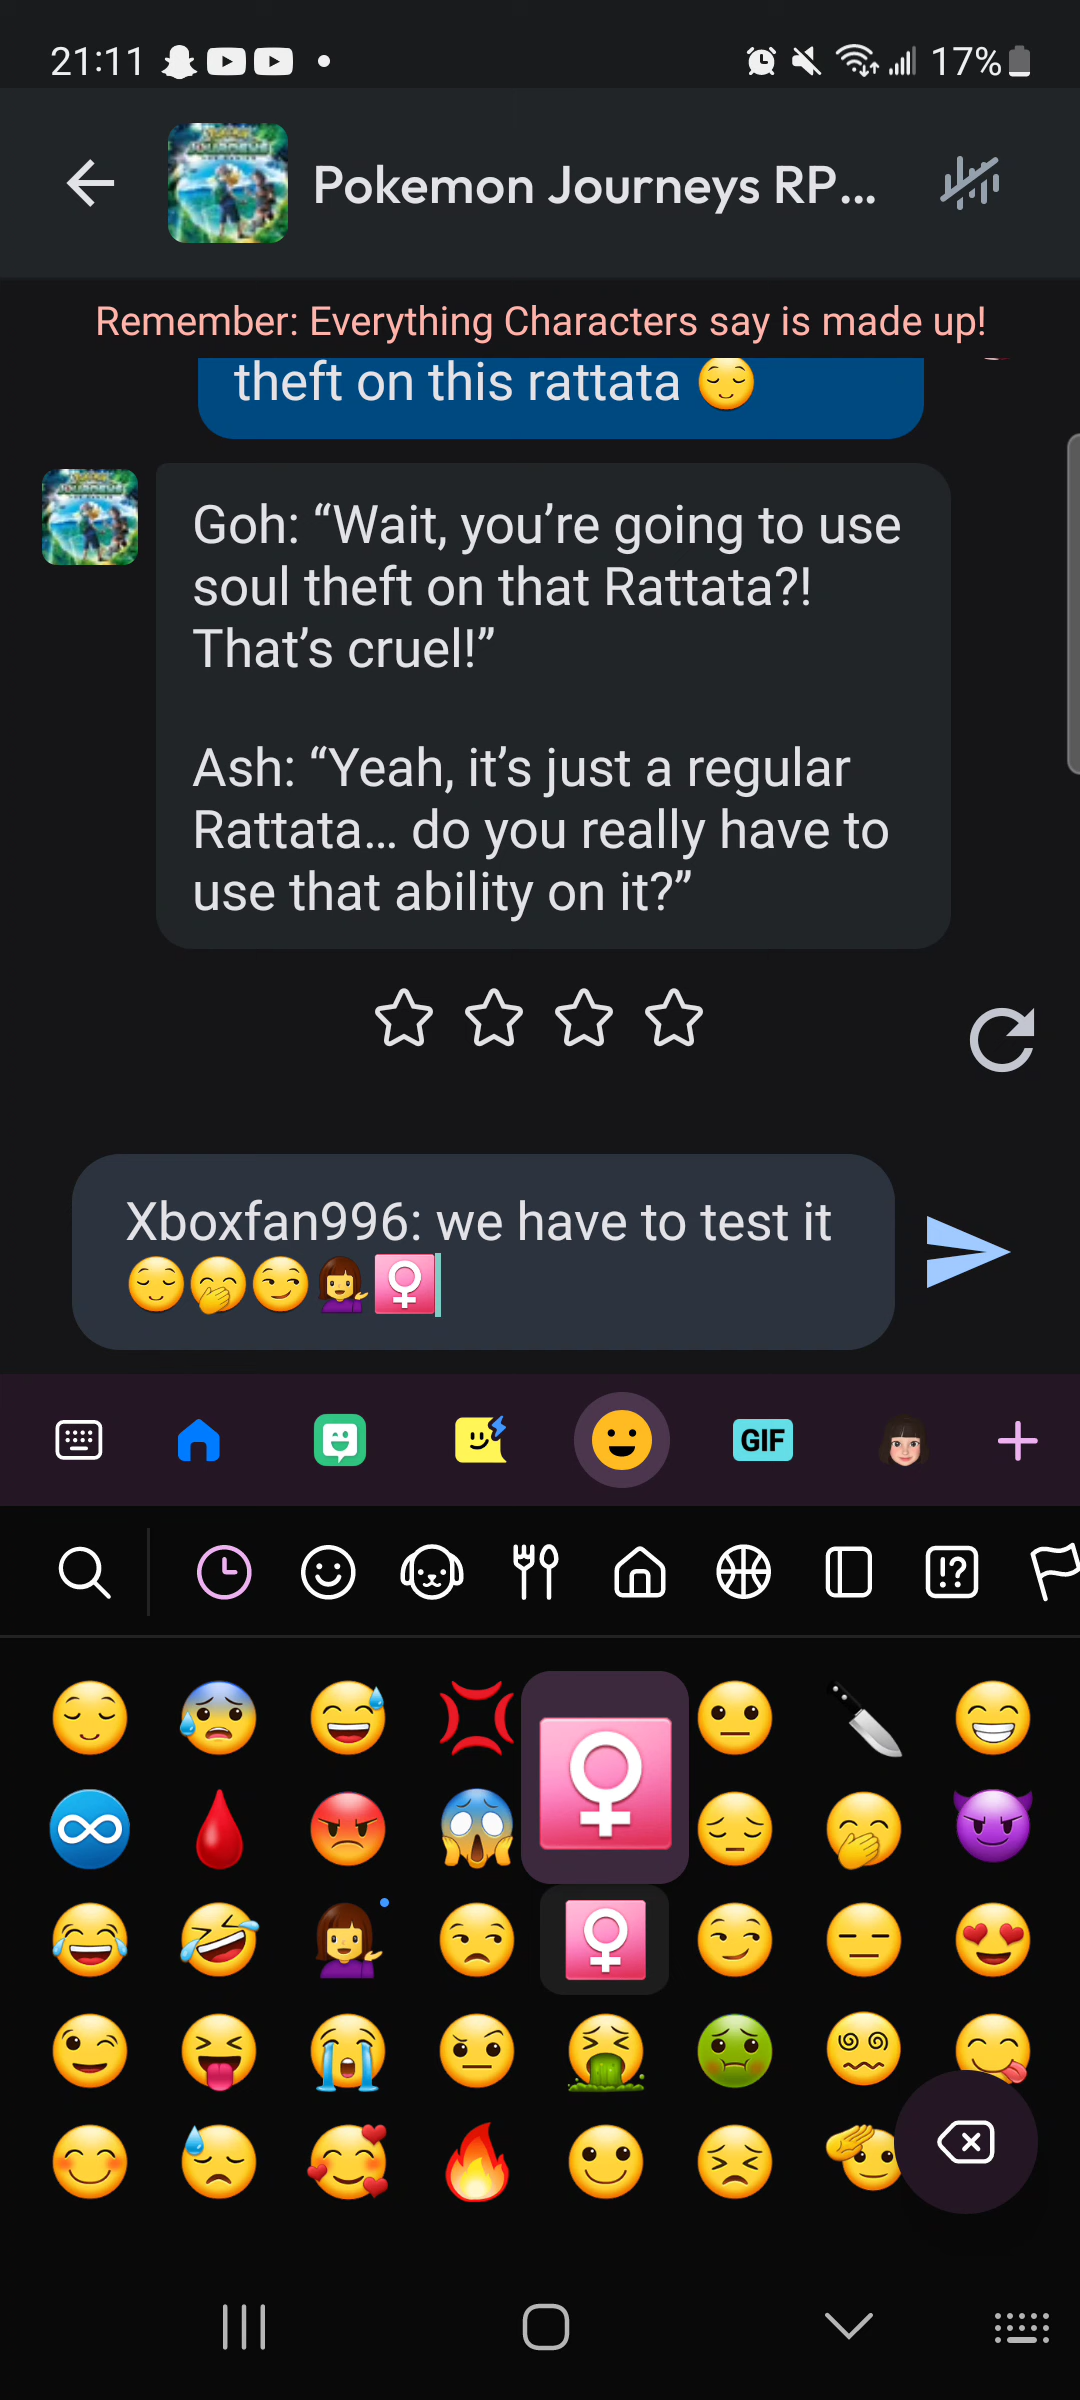 21:11
17%
Pokemon Journeys RP...
Remember: Everything Characters say is made up!
theft on this rattata 😌
Goh: “Wait, you’re going to use
soul theft on that Rattata?!
That’s cruel!”
Ash: “Yeah, it’s just a regular
Rattata... do you really have to
use that ability on it?”
Xboxfan996: we have to test it
😌🤭😏💁‍♀️♀️
GIF